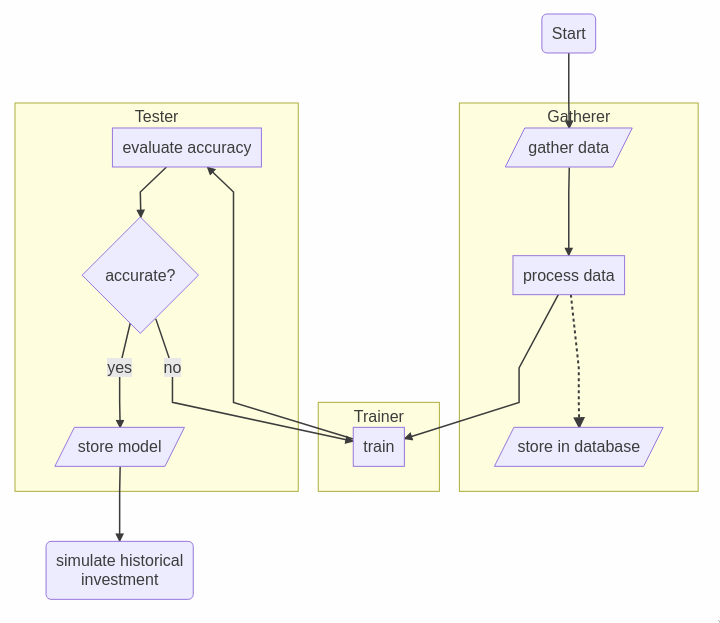 Start
Tester
Gatherer
evaluate accuracy
gather data
accurate?
process data
yes
no
Trainer
store model
train
store in database
simulate historical
investment